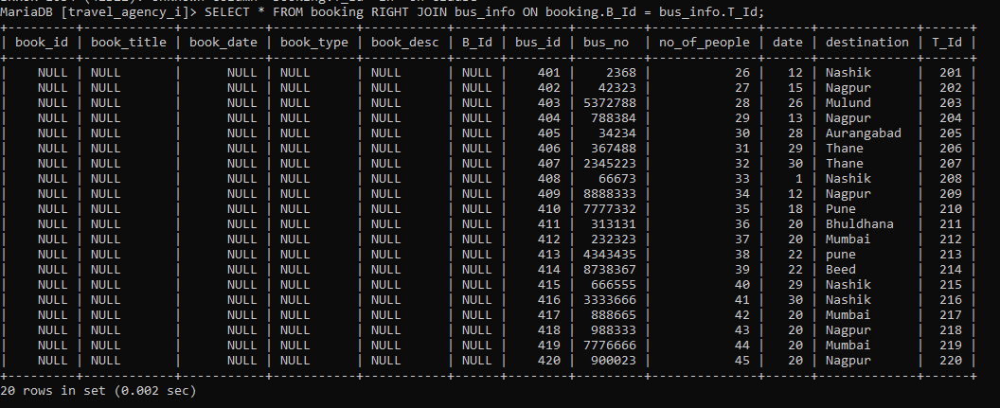 MariaDB [travel_agency_i]> SELECT * FROM booking RIGHT JOIN bus_info ON booking.B_Id = bus_info.T_Id;
+---------+------------+-----------+-----------+-----------+------+--------+---------+--------------+------+-------------+------+
| book_id | book_title | book_date | book_type | book_desc | B_Id | bus_id | bus_no | no_of_people | date | destination | T_Id |
+---------+------------+-----------+-----------+-----------+------+--------+---------+--------------+------+-------------+------+
| NULL | NULL | NULL | NULL | NULL | NULL | 401 | 2368 | 26 | 12 | Nashik | 201 |
| NULL | NULL | NULL | NULL | NULL | NULL | 402 | 42323 | 27 | 15 | Nagpur | 202 |
| NULL | NULL | NULL | NULL | NULL | NULL | 403 | 5372788 | 28 | 26 | Mulund | 203 |
| NULL | NULL | NULL | NULL | NULL | NULL | 404 | 788384 | 29 | 13 | Nagpur | 204 |
| NULL | NULL | NULL | NULL | NULL | NULL | 405 | 34234 | 30 | 28 | Aurangabad | 205 |
| NULL | NULL | NULL | NULL | NULL | NULL | 406 | 367488 | 31 | 29 | Thane | 206 |
| NULL | NULL | NULL | NULL | NULL | NULL | 407 | 2345223 | 32 | 30 | Thane | 207 |
| NULL | NULL | NULL | NULL | NULL | NULL | 408 | 66673 | 33 | 1 | Nashik | 208 |
| NULL | NULL | NULL | NULL | NULL | NULL | 409 | 8888333 | 34 | 12 | Nagpur | 209 |
| NULL | NULL | NULL | NULL | NULL | NULL | 410 | 7777332 | 35 | 18 | Pune | 210 |
| NULL | NULL | NULL | NULL | NULL | NULL | 411 | 313131 | 36 | 20 | Bhuldhana | 211 |
| NULL | NULL | NULL | NULL | NULL | NULL | 412 | 232323 | 37 | 20 | Mumbai | 212 |
| NULL | NULL | NULL | NULL | NULL | NULL | 413 | 4343435 | 38 | 22 | pune | 213 |
| NULL | NULL | NULL | NULL | NULL | NULL | 414 | 8738367 | 39 | 22 | Beed | 214 |
| NULL | NULL | NULL | NULL | NULL | NULL | 415 | 666555 | 40 | 29 | Nashik | 215 |
| NULL | NULL | NULL | NULL | NULL | NULL | 416 | 3333666 | 41 | 30 | Nashik | 216 |
| NULL | NULL | NULL | NULL | NULL | NULL | 417 | 888665 | 42 | 20 | Mumbai | 217 |
| NULL | NULL | NULL | NULL | NULL | NULL | 418 | 988333 | 43 | 20 | Nagpur | 218 |
| NULL | NULL | NULL | NULL | NULL | NULL | 419 | 7776666 | 44 | 20 | Mumbai | 219 |
| NULL | NULL | NULL | NULL | NULL | NULL | 420 | 900023 | 45 | 20 | Nagpur | 220 |
+---------+------------+-----------+-----------+-----------+------+--------+---------+--------------+------+-------------+------+
20 rows in set (0.002 sec)